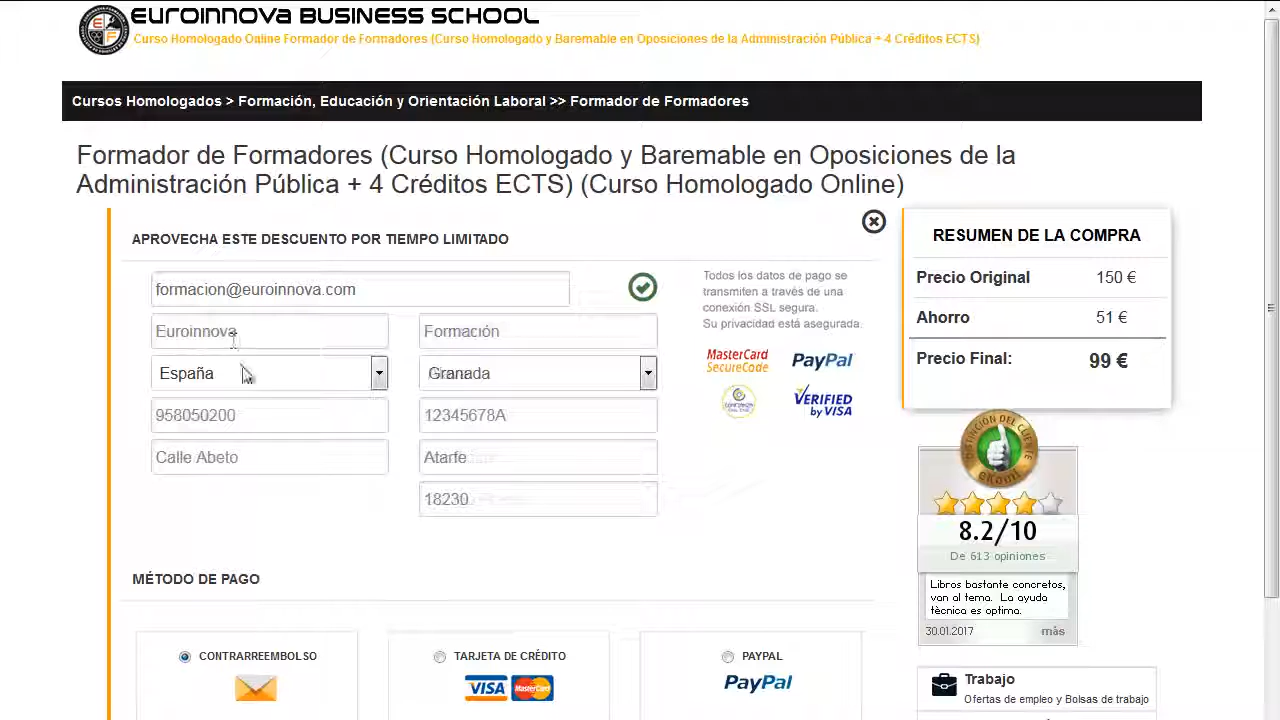 EUROINNOVA BUSINESS SCHOOL
Curso Homologado Online Formador de Formadores (Curso Homologado y Baremable en Oposiciones de la Administración Pública + 4 Créditos ECTS)
Cursos Homologados > Formación, Educación y Orientación Laboral >> Formador de Formadores
Formador de Formadores (Curso Homologado y Baremable en Oposiciones de la
Administración Pública + 4 Créditos ECTS) (Curso Homologado Online)
APROVECHA ESTE DESCUENTO POR TIEMPO LIMITADO
formacion@euroinnova.com
Euroinnova
Formación
España
Granada
958050200
12345678A
Calle Abeto
Atarfe
18230
Todos los datos de pago se
transmiten a través de una
conexión SSL segura.
Su privacidad está asegurada.
MasterCard
SecureCode
PayPal
CONFIANZA
ONLINE
VERIFIED
by VISA
RESUMEN DE LA COMPRA
Precio Original 150 €
Ahorro 51 €
Precio Final: 99 €
DISTINCIÓN DEL CLIENTE
eKomi
8.2/10
De 613 opiniones
Libros bastante concretos,
van al tema. La ayuda
tècnica es optima.
30.01.2017 más
Trabajo
Ofertas de empleo y Bolsas de trabajo
MÉTODO DE PAGO
CONTRARREEMBOLSO
TARJETA DE CRÉDITO
VISA MasterCard
PAYPAL
PayPal